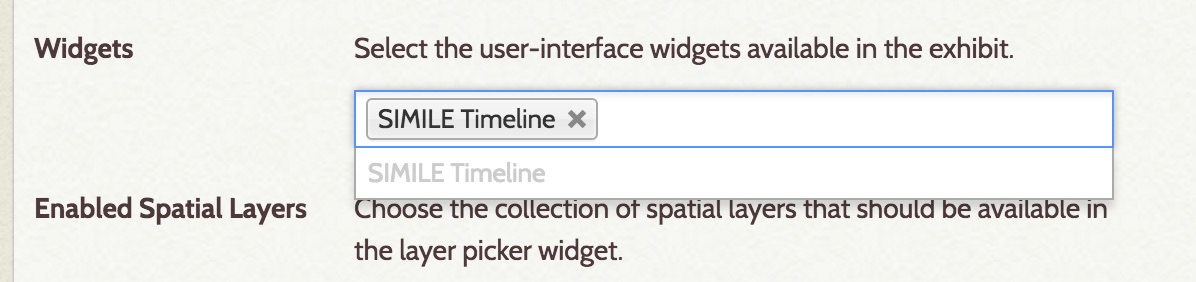 Widgets
Select the user-interface widgets available in the exhibit.
SIMILE Timeline
SIMILE Timeline
Enabled Spatial Layers
Choose the collection of spatial layers that should be available in
the layer picker widget.